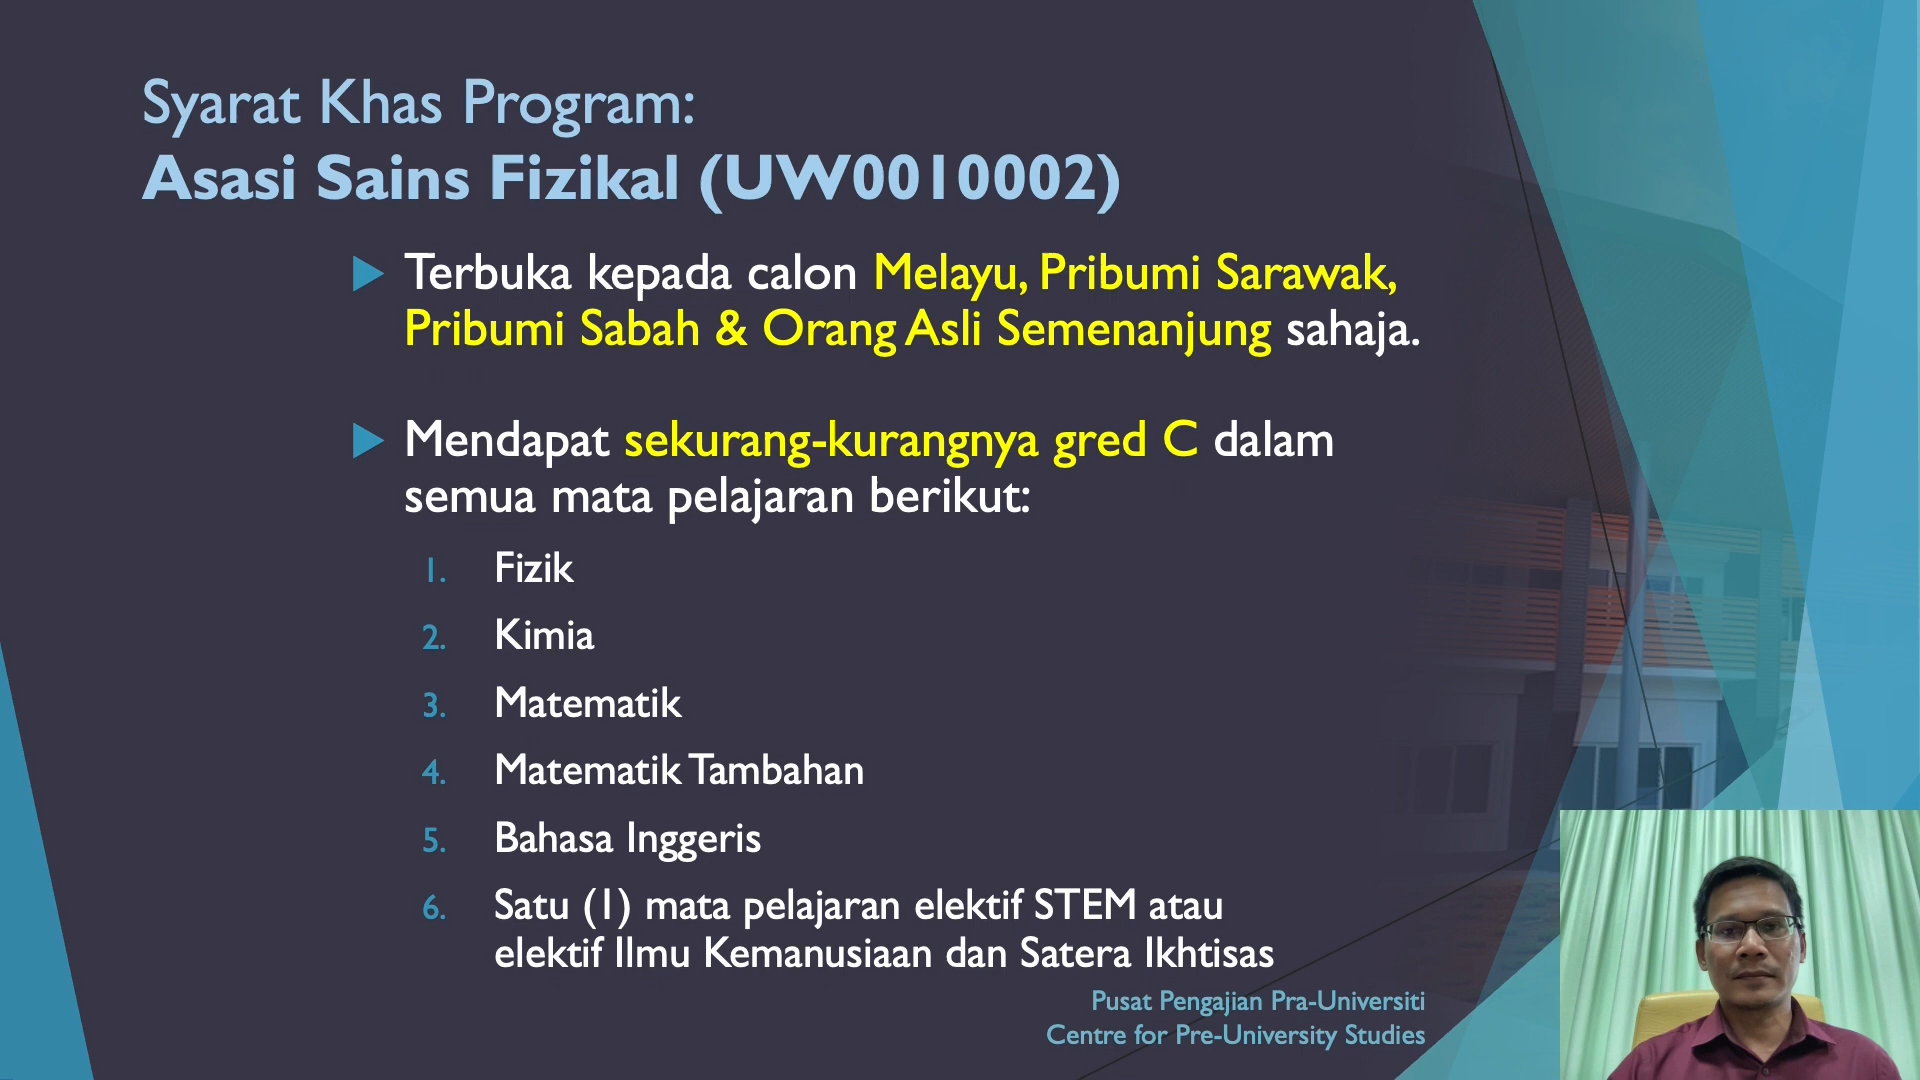 Syarat Khas Program:
Asasi Sains Fizikal (UW0010002)
Terbuka kepada calon Melayu, Pribumi Sarawak,
Pribumi Sabah & Orang Asli Semenanjung sahaja.
Mendapat sekurang-kurangnya gred C dalam
semua mata pelajaran berikut:
1. Fizik
2. Kimia
3. Matematik
4. Matematik Tambahan
5. Bahasa Inggeris
6. Satu (1) mata pelajaran elektif STEM atau
elektif Ilmu Kemanusiaan dan Satera Ikhtisas
Pusat Pengajian Pra-Universiti
Centre for Pre-University Studies